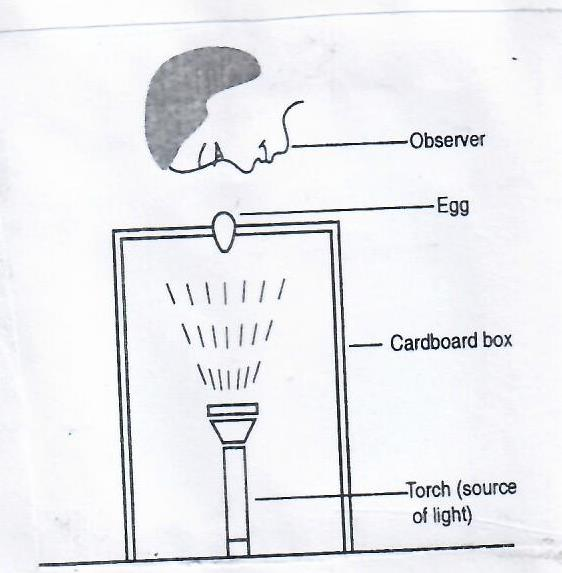 Observer
Egg
Cardboard box
Torch (source
of light)